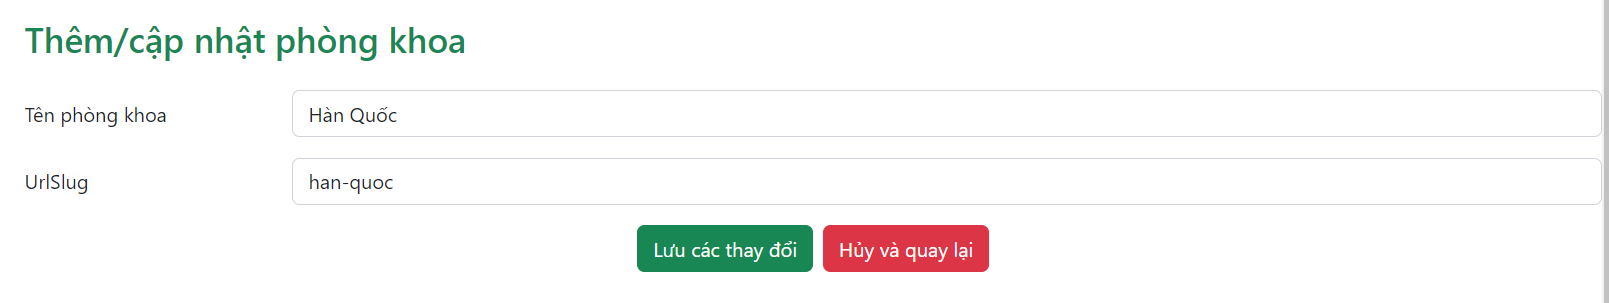 Thêm/cập nhật phòng khoa
Tên phòng khoa Hàn Quốc
UrlSlug han-quoc
Lưu các thay đổi Hủy và quay lại